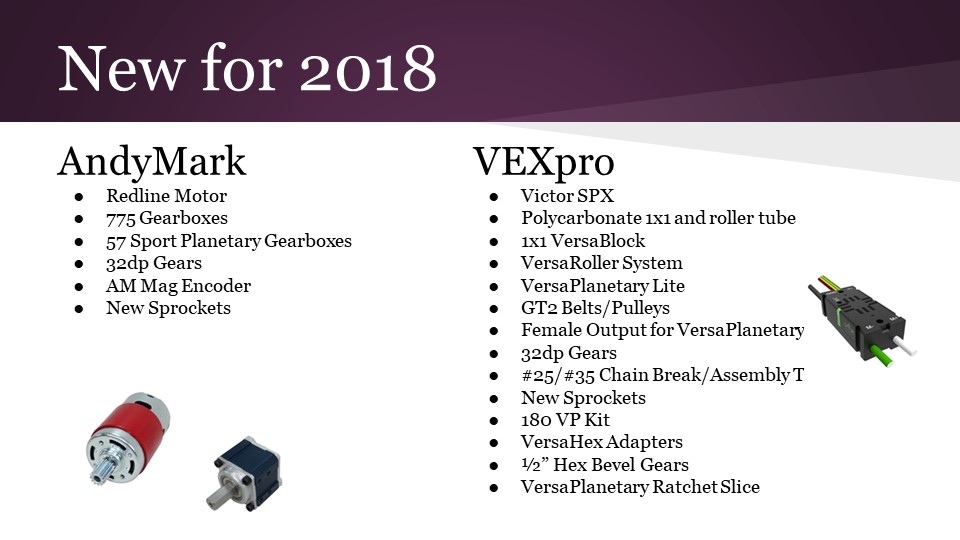 New for 2018
AndyMark
● Redline Motor
● 775 Gearboxes
● 57 Sport Planetary Gearboxes
● 32dp Gears
● AM Mag Encoder
● New Sprockets
VEXpro
● Victor SPX
● Polycarbonate 1x1 and roller tube
● 1x1 VersaBlock
● VersaRoller System
● VersaPlanetary Lite
● GT2 Belts/Pulleys
● Female Output for VersaPlanetary
● 32dp Gears
● #25/#35 Chain Break/Assembly T
● New Sprockets
● 180 VP Kit
● VersaHex Adapters
● ½” Hex Bevel Gears
● VersaPlanetary Ratchet Slice